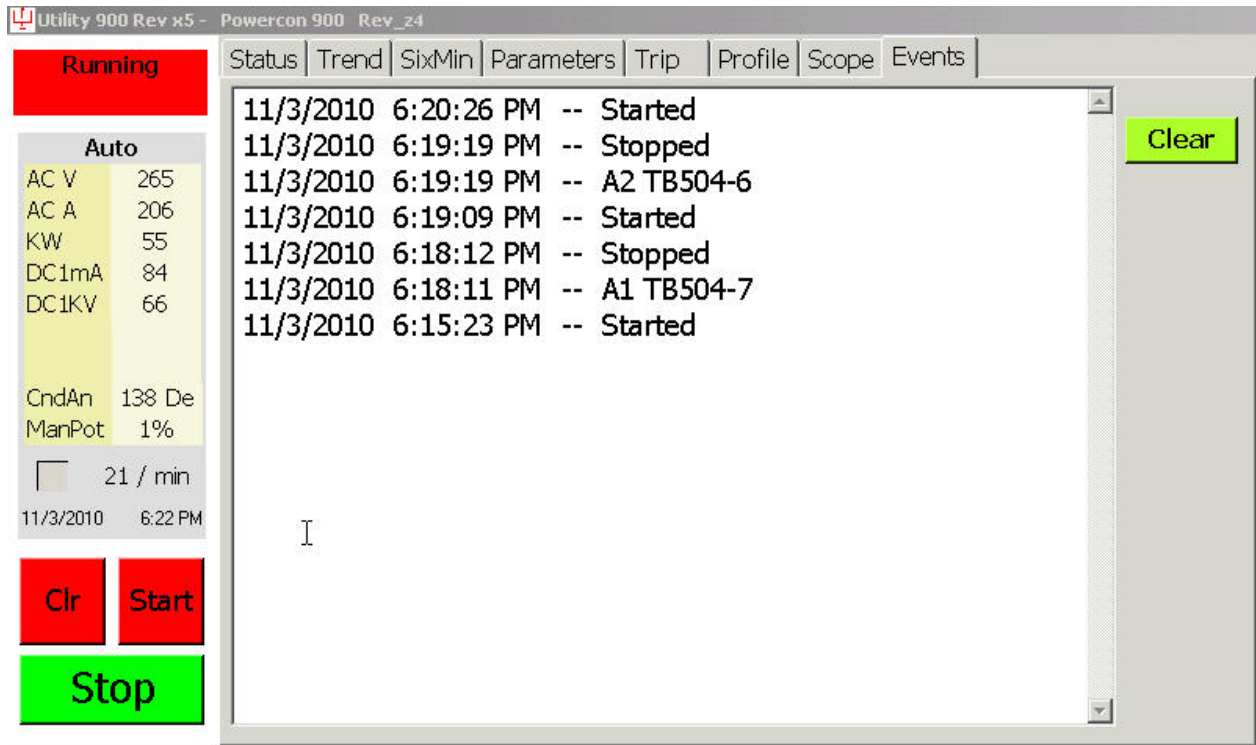 Utility 900 Rev x5 - Powercon 900 Rev_z4
Running
Status Trend SixMin Parameters Trip Profile Scope Events
11/3/2010 6:20:26 PM -- Started
11/3/2010 6:19:19 PM -- Stopped
11/3/2010 6:19:19 PM -- A2 TB504-6
11/3/2010 6:19:09 PM -- Started
11/3/2010 6:18:12 PM -- Stopped
11/3/2010 6:18:11 PM -- A1 TB504-7
11/3/2010 6:15:23 PM -- Started
Clear
Auto
AC V 265
AC A 206
KW 55
DC1mA 84
DC1KV 66
CndAn 138 De
ManPot 1%
21 / min
11/3/2010 6:22 PM
Clr Start
Stop